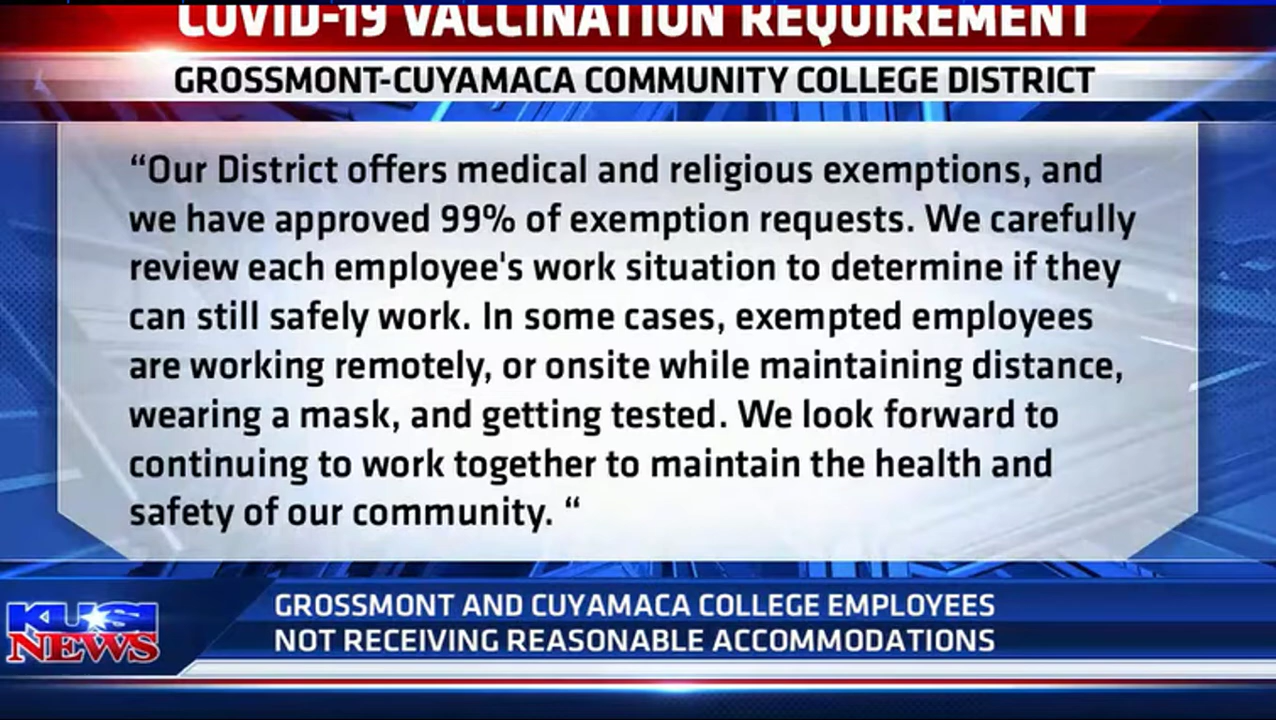 COVID-19 VACCINATION REQUIREMENT
GROSSMONT-CUYAMACA COMMUNITY COLLEGE DISTRICT
“Our District offers medical and religious exemptions, and
we have approved 99% of exemption requests. We carefully
review each employee's work situation to determine if they
can still safely work. In some cases, exempted employees
are working remotely, or onsite while maintaining distance,
wearing a mask, and getting tested. We look forward to
continuing to work together to maintain the health and
safety of our community. “
GROSSMONT AND CUYAMACA COLLEGE EMPLOYEES
NOT RECEIVING REASONABLE ACCOMMODATIONS
KUSI
NEWS